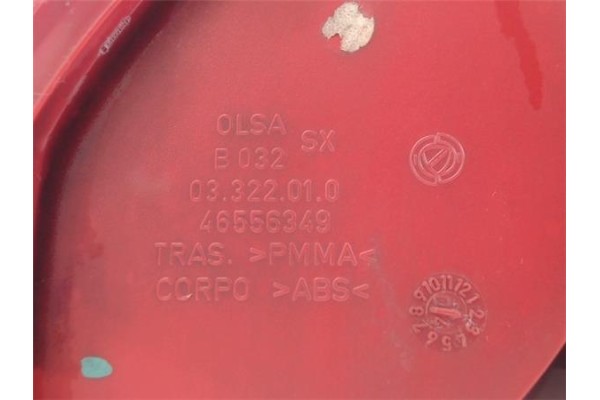 OLSA SX
B 032
03.322.01.0
46556349
TRAS. >PMMA<
CORPO >ABS<